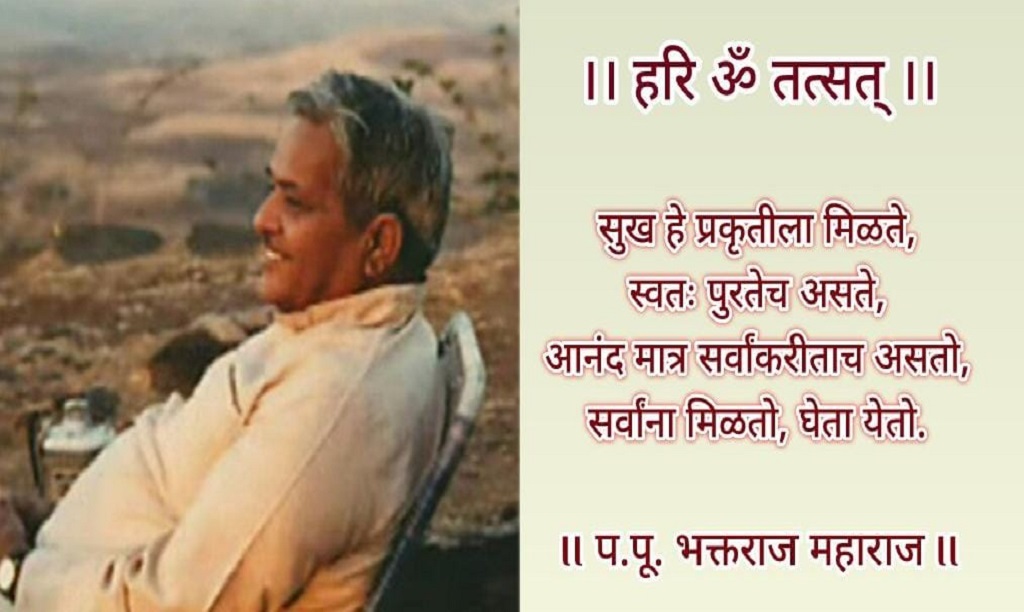 ।। हरि ॐ तत्सत् ।।
सुख हे प्रकृतीला मिळते,
स्वतः पुरतेच असते,
आनंद मात्र सर्वांकरीताच असतो,
सर्वांना मिळतो, घेता येतो.
।। प.पू. भक्तराज महाराज ।।